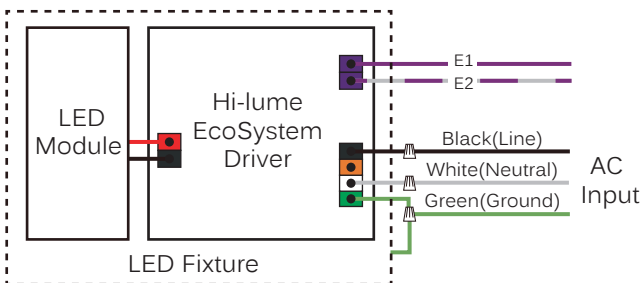 LED
Module
Hi-lume
EcoSystem
Driver
E1
E2
Black(Line)
White(Neutral)
Green(Ground)
AC
Input
LED Fixture